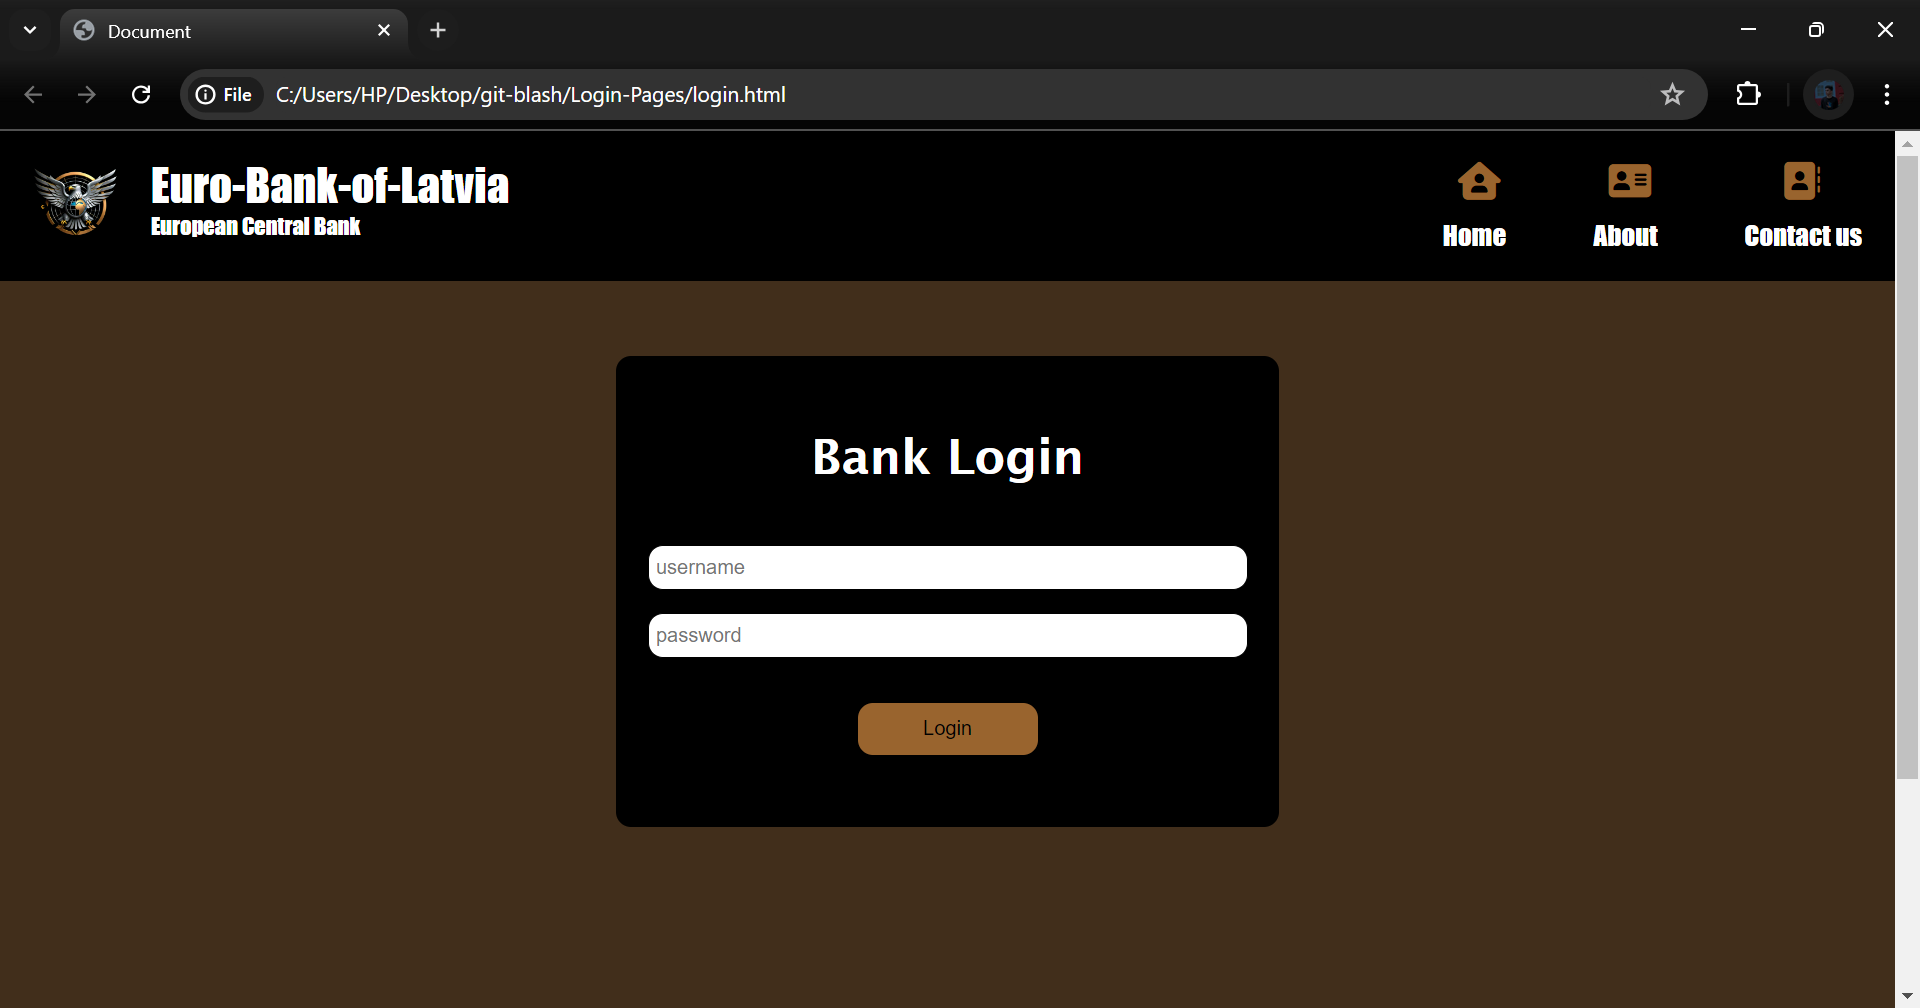 Document
File
C:/Users/HP/Desktop/git-blash/Login-Pages/login.html
Euro-Bank-of-Latvia
European Central Bank
Home
About
Contact us
Bank Login
username
password
Login